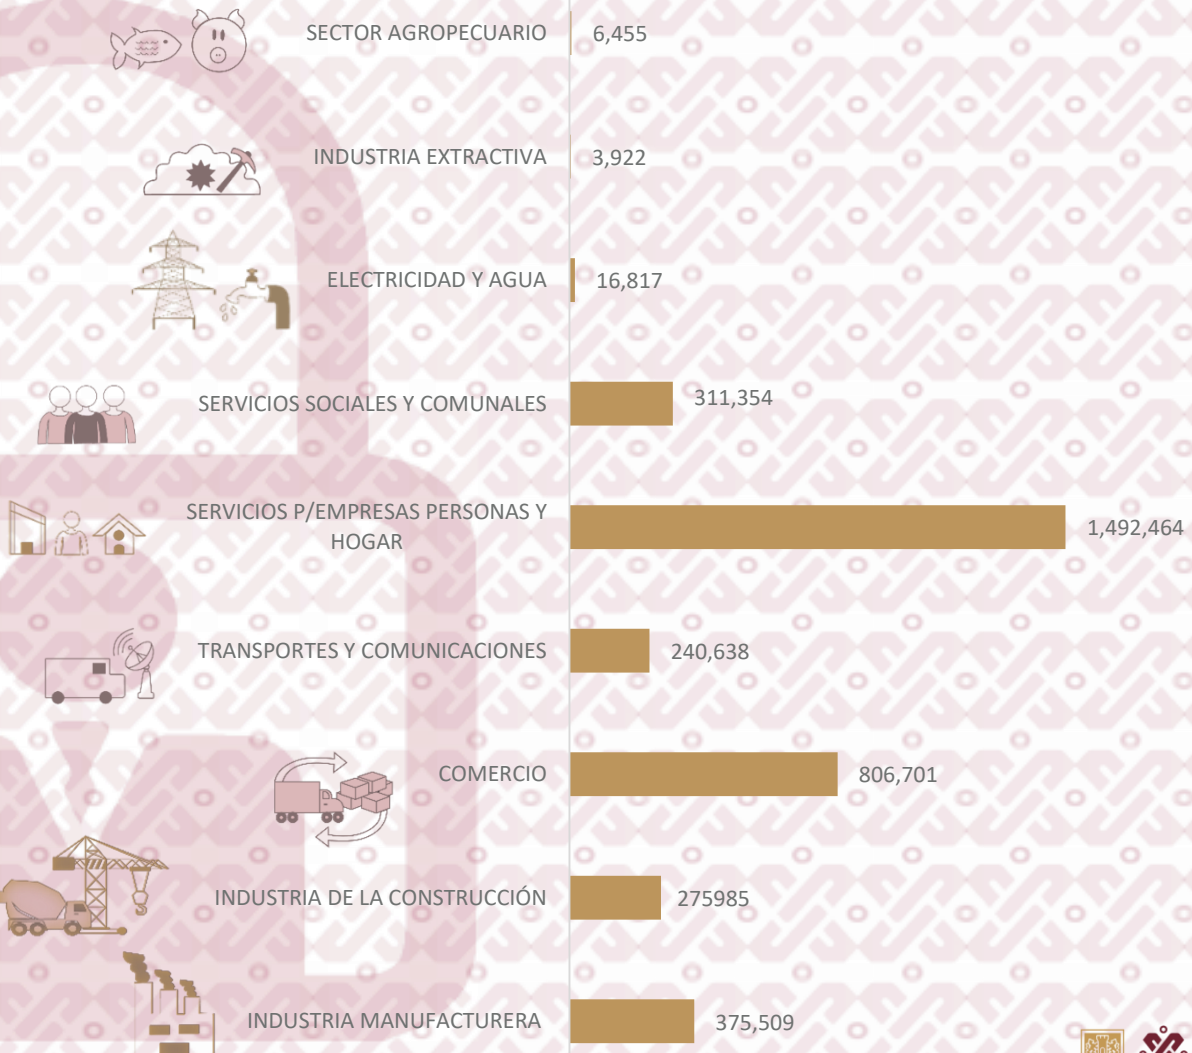 SECTOR AGROPECUARIO 6,455
INDUSTRIA EXTRACTIVA 3,922
ELECTRICIDAD Y AGUA 16,817
SERVICIOS SOCIALES Y COMUNALES 311,354
SERVICIOS P/EMPRESAS PERSONAS Y
HOGAR 1,492,464
TRANSPORTES Y COMUNICACIONES 240,638
COMERCIO 806,701
INDUSTRIA DE LA CONSTRUCCIÓN 275985
INDUSTRIA MANUFACTURERA 375,509